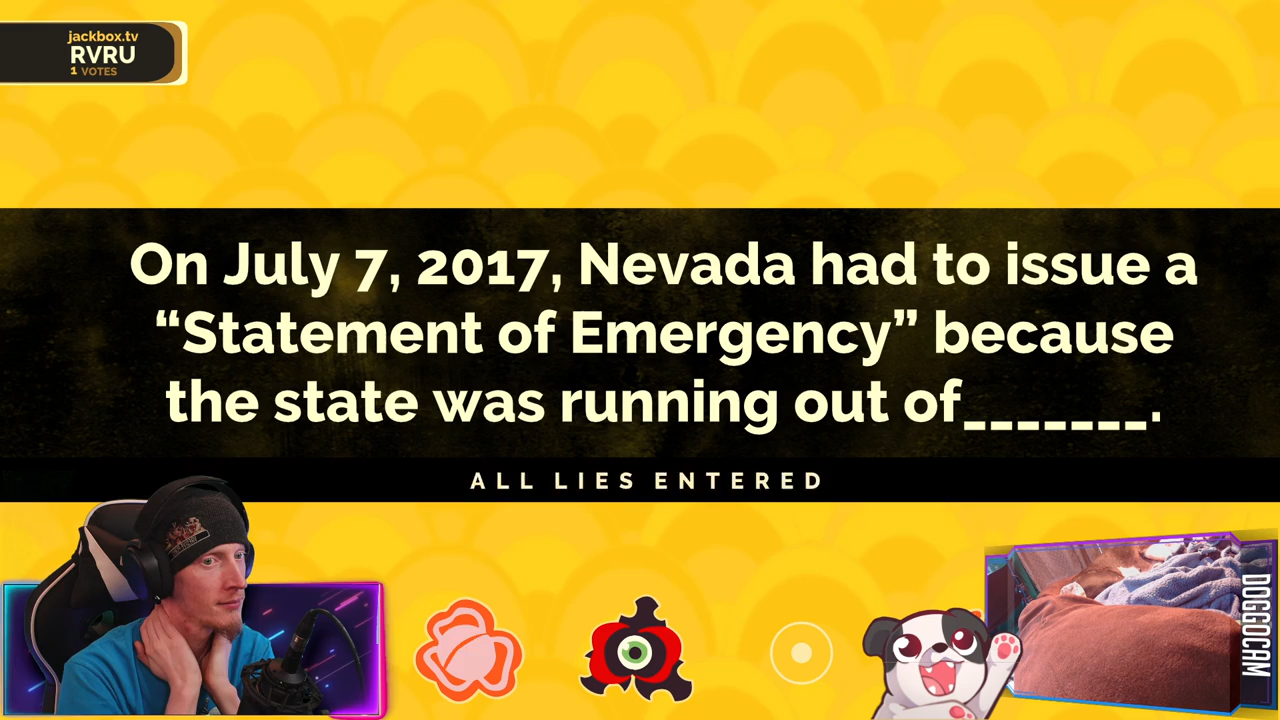 jackbox.tv
RVRU
1 VOTES
On July 7, 2017, Nevada had to issue a
“Statement of Emergency” because
the state was running out of_______.
ALL LIES ENTERED
DOGGOCAM